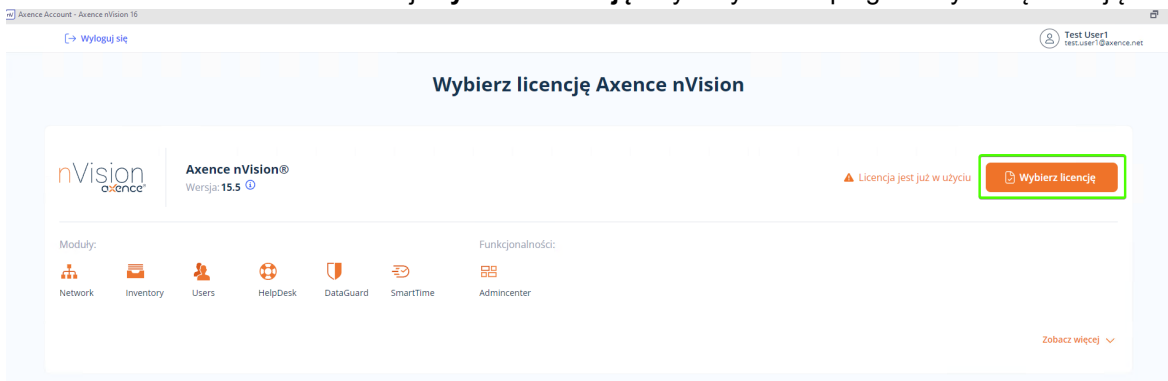 Axence Account - Axence nVision 16
Wyloguj się
Test User1
test.user1@axence.net
Wybierz licencję Axence nVision
nVision
axence®
Axence nVision®
Wersja: 15.5
Licencja jest już w użyciu
Wybierz licencję
Moduły:
Funkcjonalności:
Network Inventory Users HelpDesk DataGuard SmartTime Admincenter
Zobacz więcej